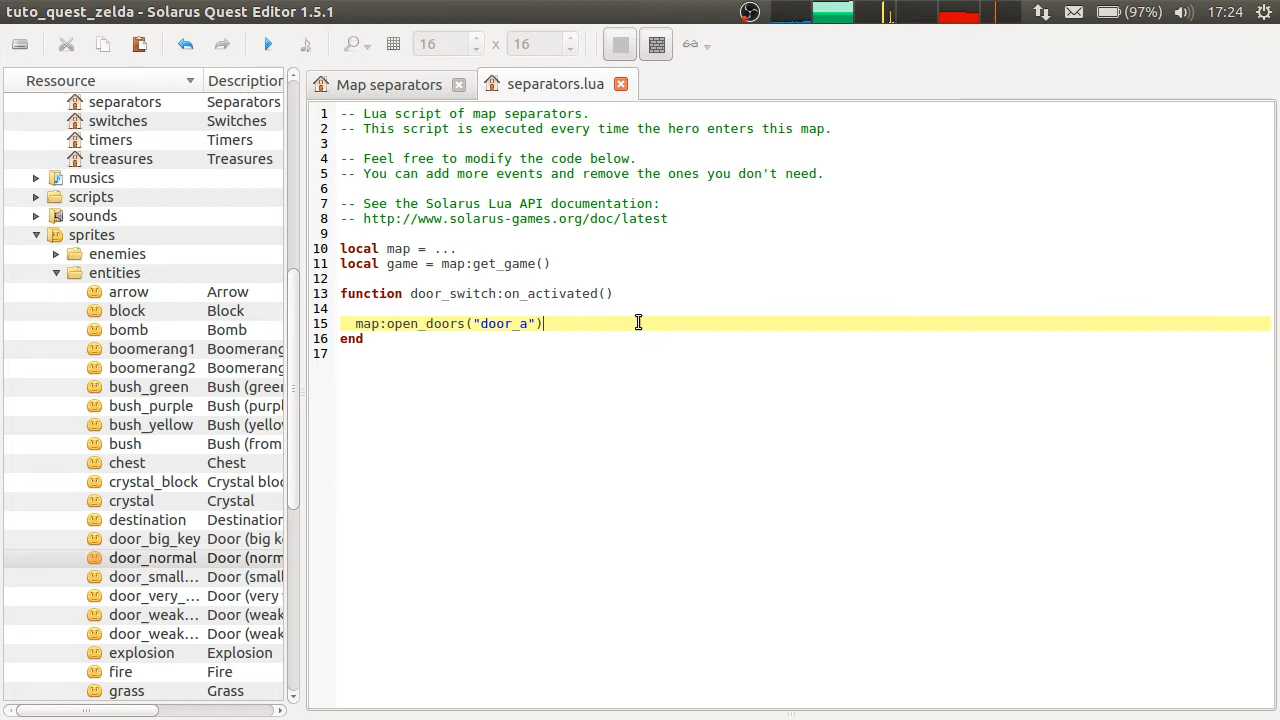 tuto_quest_zelda - Solarus Quest Editor 1.5.1
(97%)
17:24
16 x 16
Ressource
Description
Map separators
separators.lua
separators Separators
switches Switches
timers Timers
treasures Treasures
musics
scripts
sounds
sprites
enemies
entities
arrow Arrow
block Block
bomb Bomb
boomerang1 Boomerang
boomerang2 Boomerang
bush_green Bush (gree
bush_purple Bush (purp
bush_yellow Bush (yello
bush Bush (from
chest Chest
crystal_block Crystal bloc
crystal Crystal
destination Destination
door_big_key Door (big k
door_normal Door (norm
door_small... Door (small
door_very_... Door (very
door_weak... Door (weak
door_weak... Door (weak
explosion Explosion
fire Fire
grass Grass
1 -- Lua script of map separators.
2 -- This script is executed every time the hero enters this map.
3
4 -- Feel free to modify the code below.
5 -- You can add more events and remove the ones you don't need.
6
7 -- See the Solarus Lua API documentation:
8 -- http://www.solarus-games.org/doc/latest
9
10 local map = ...
11 local game = map:get_game()
12
13 function door_switch:on_activated()
14
15 map:open_doors("door_a")
16 end
17